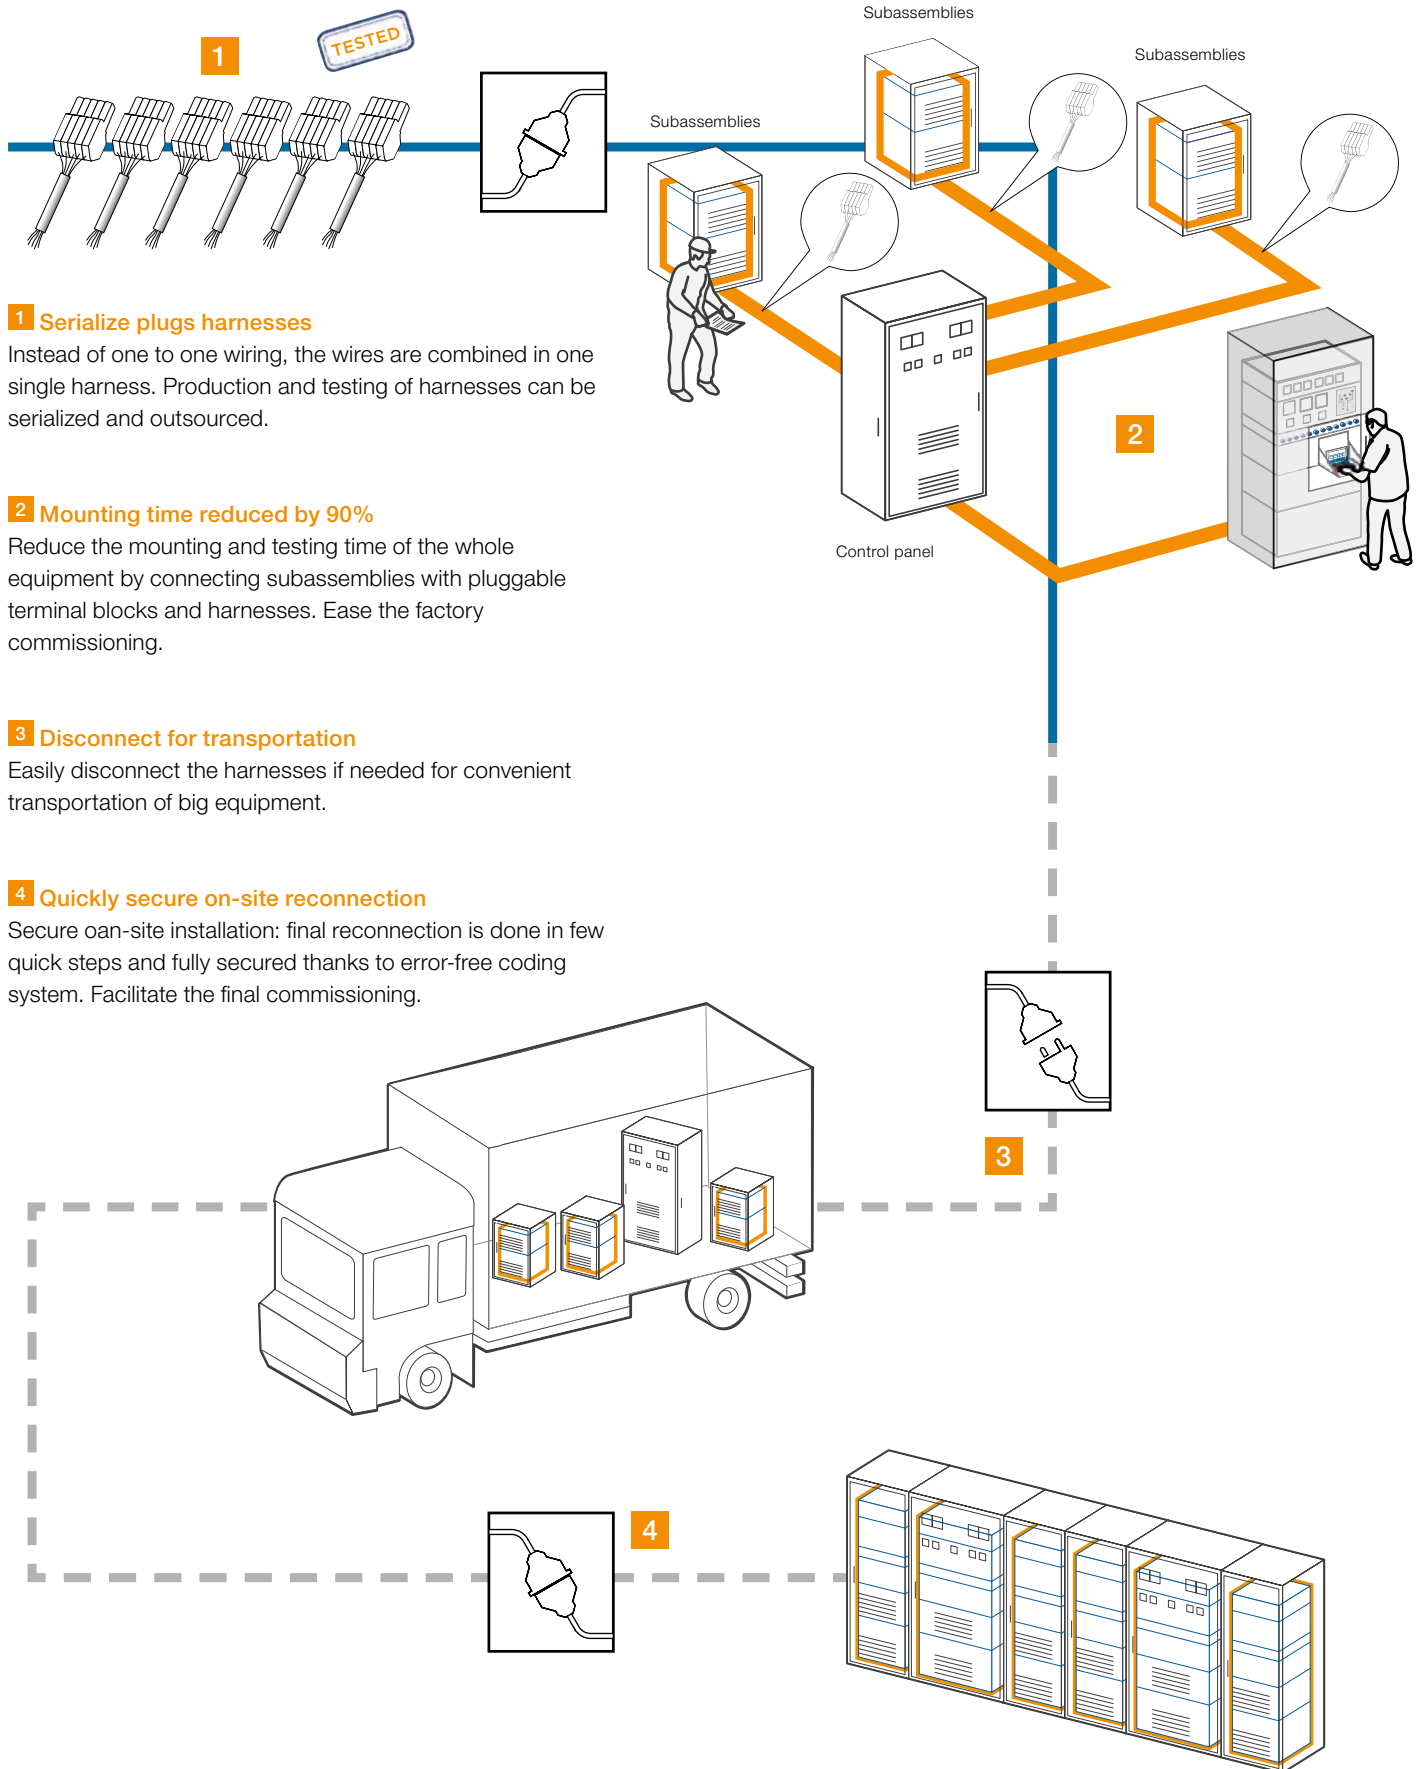 Subassemblies
1
TESTED
Subassemblies
Subassemblies
1 Serialize plugs harnesses
Instead of one to one wiring, the wires are combined in one
single harness. Production and testing of harnesses can be
serialized and outsourced.
2
2 Mounting time reduced by 90%
Reduce the mounting and testing time of the whole
equipment by connecting subassemblies with pluggable
terminal blocks and harnesses. Ease the factory
commissioning.
Control panel
3 Disconnect for transportation
Easily disconnect the harnesses if needed for convenient
transportation of big equipment.
4 Quickly secure on-site reconnection
Secure oan-site installation: final reconnection is done in few
quick steps and fully secured thanks to error-free coding
system. Facilitate the final commissioning.
3
4